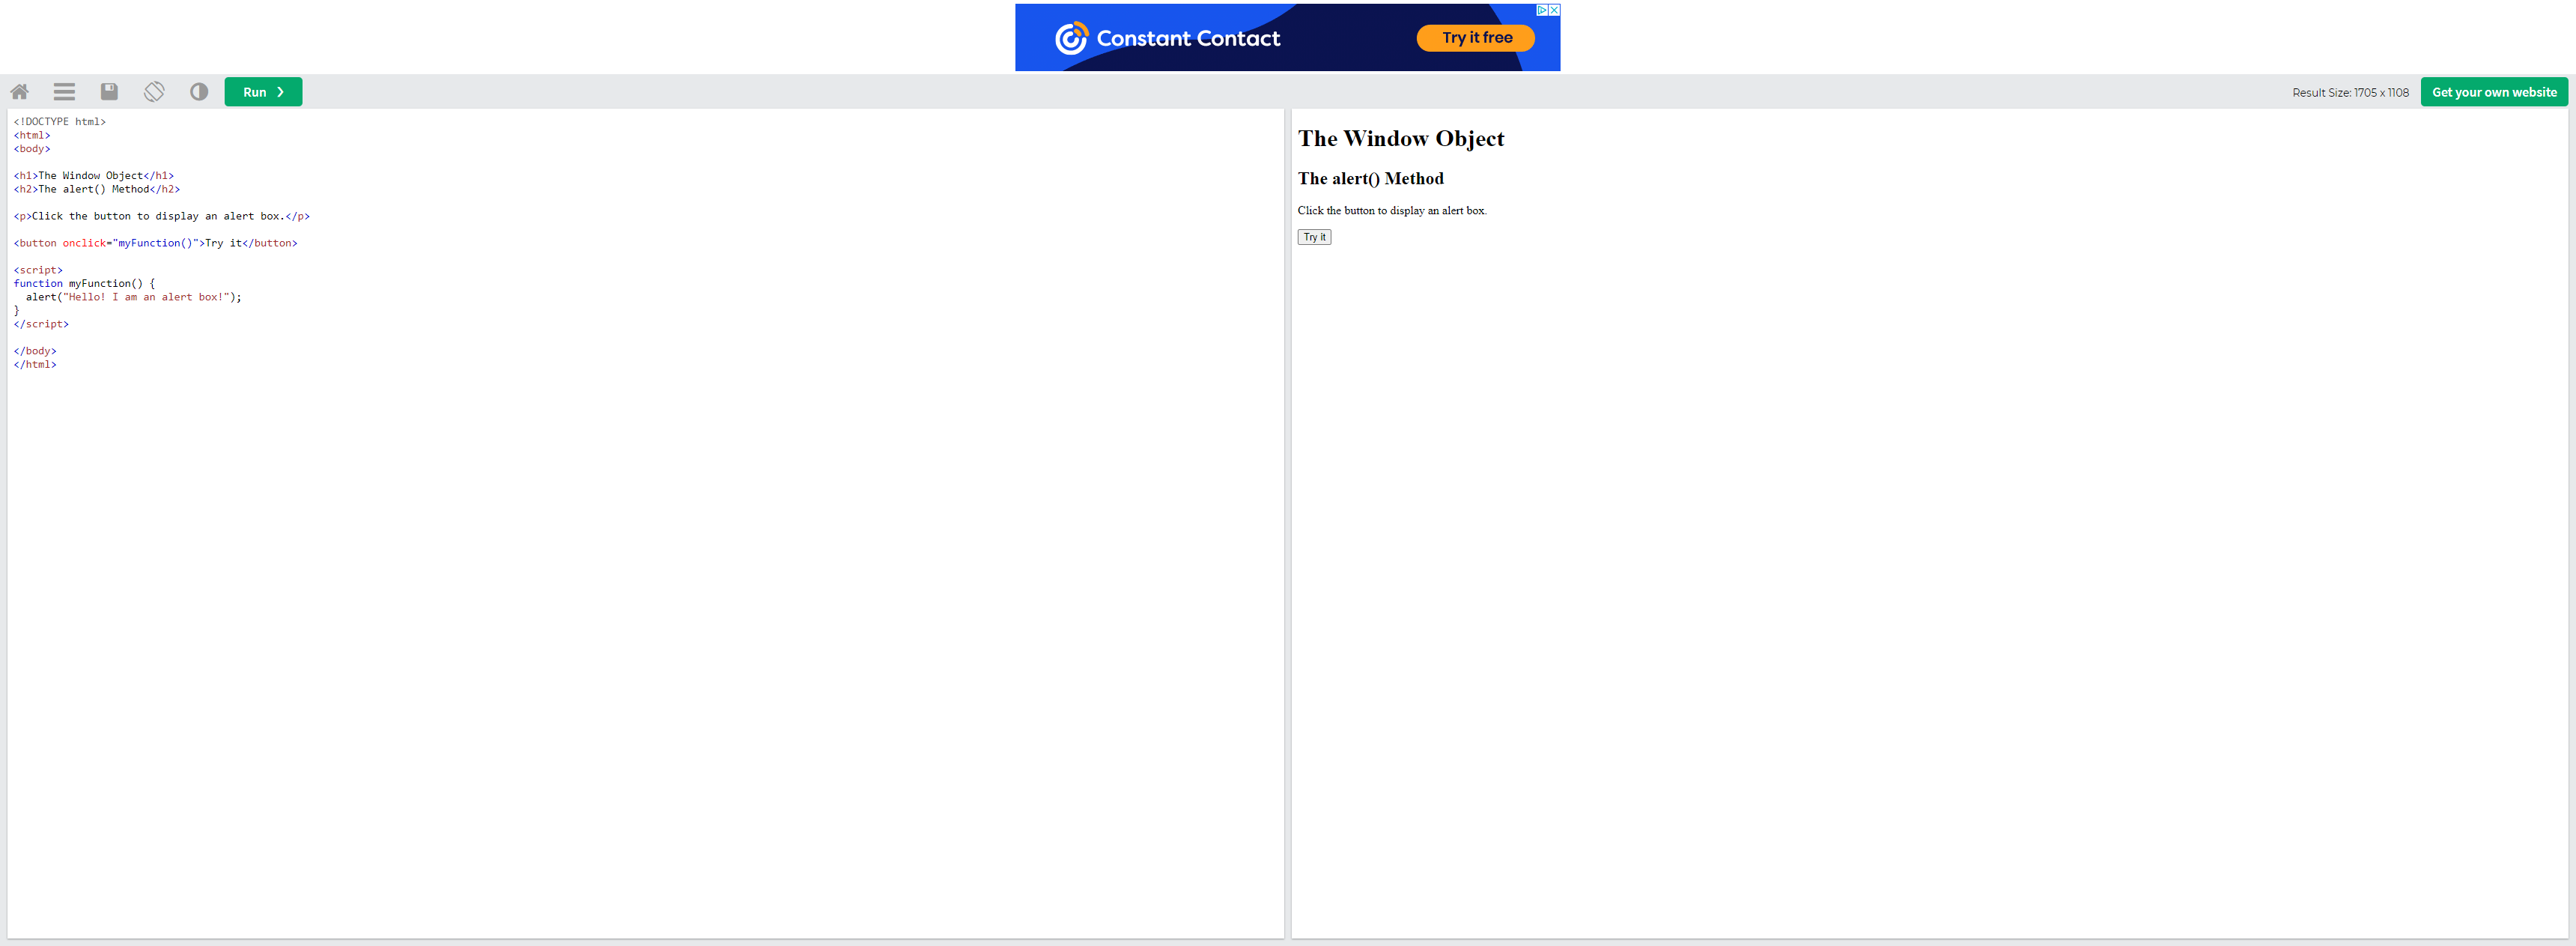 Constant Contact
Try it free
Run
Result Size: 1705 x 1108
Get your own website
<!DOCTYPE html>
<html>
<body>
<h1>The Window Object</h1>
<h2>The alert() Method</h2>
<p>Click the button to display an alert box.</p>
<button onclick="myFunction()">Try it</button>
<script>
function myFunction() {
  alert("Hello! I am an alert box!");
}
</script>
</body>
</html>
The Window Object
The alert() Method
Click the button to display an alert box.
Try it